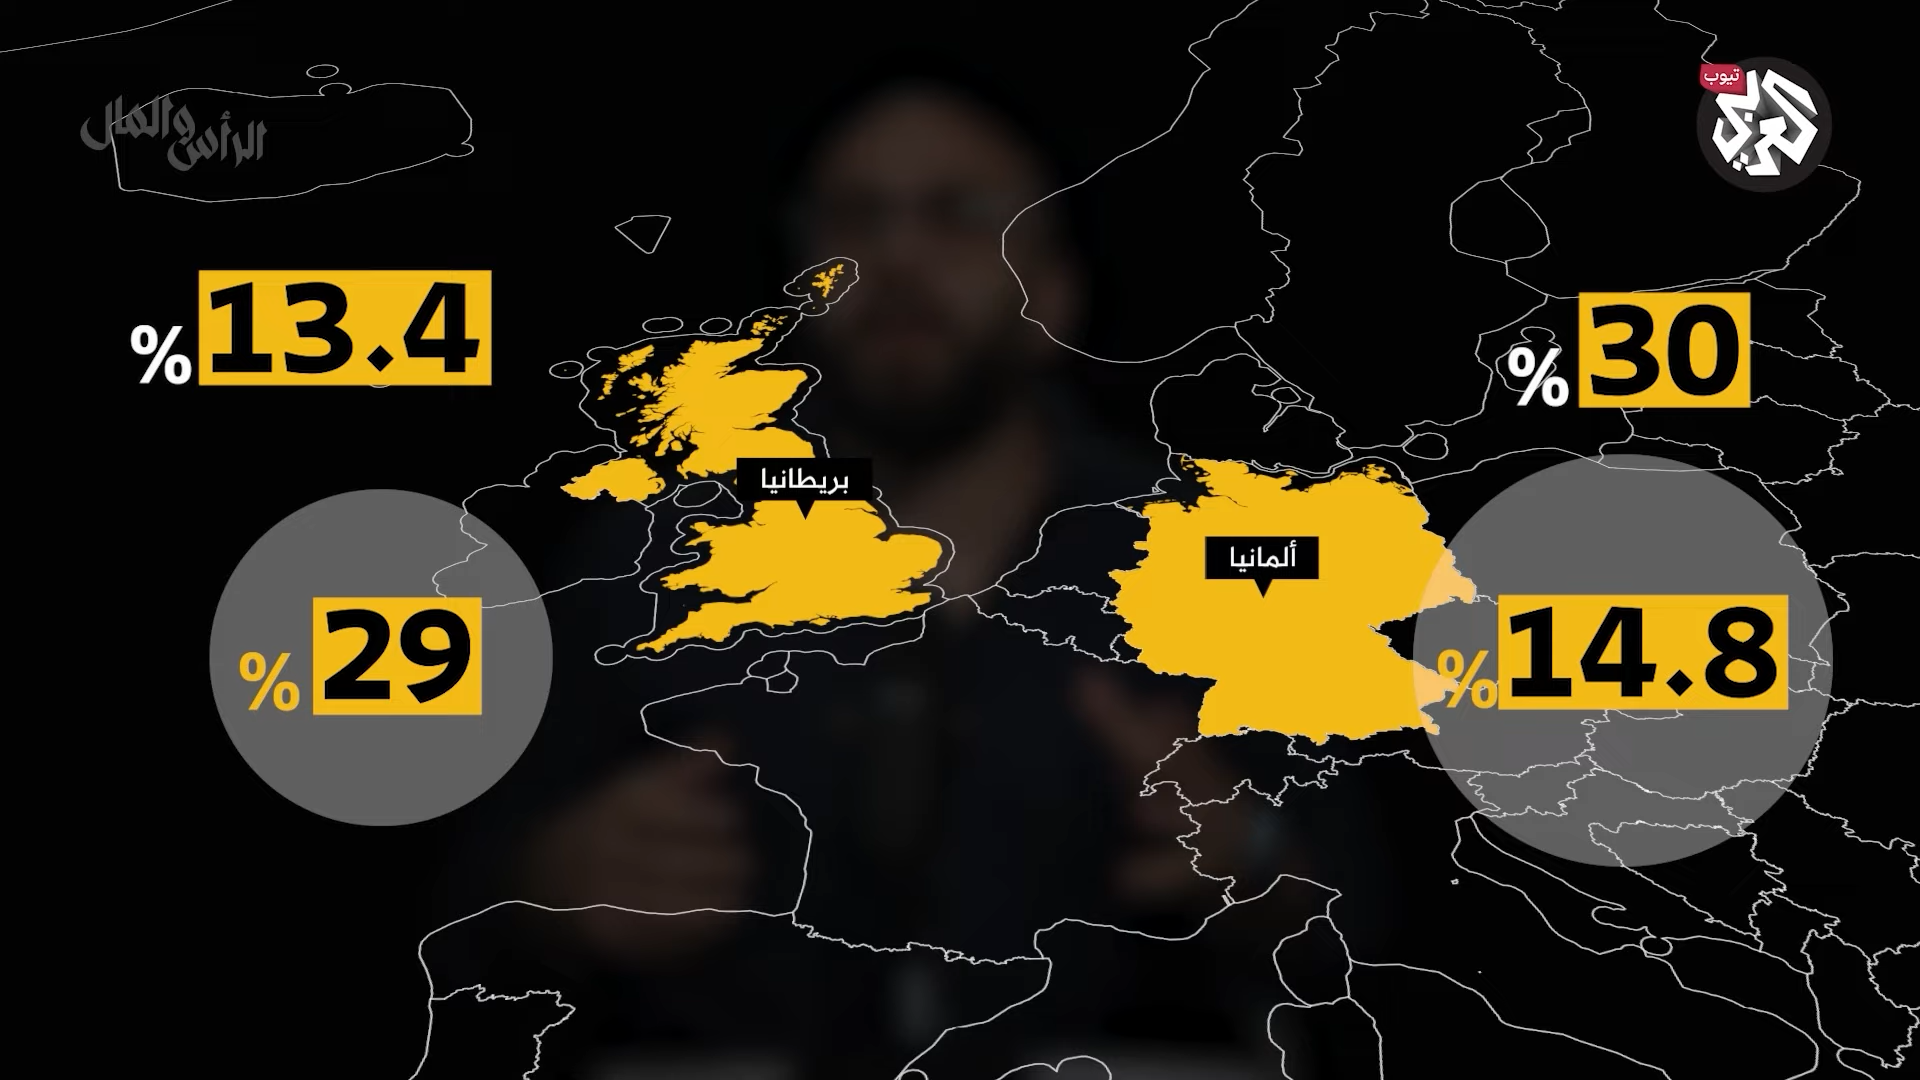 تيوب
العربي
الرأس والمال
% 13.4
% 30
بريطانيا
ألمانيا
% 29
% 14.8